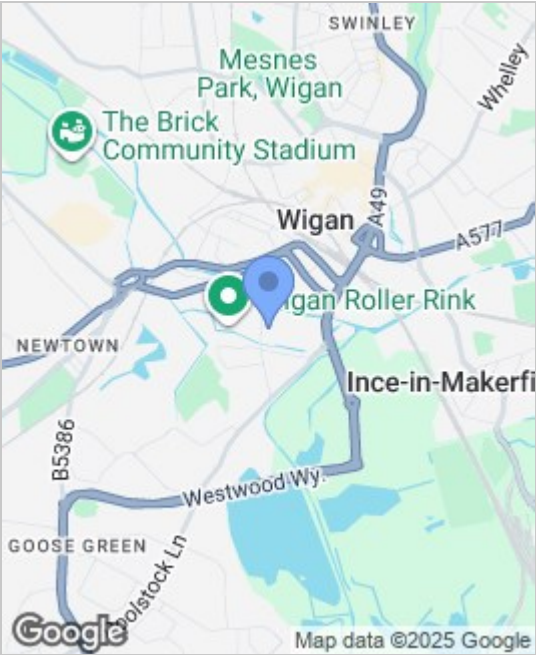 SWINLEY
Mesnes
Park, Wigan
Whelley
The Brick
Community Stadium
Wigan
A49
A577
igan Roller Rink
NEWTOWN
Ince-in-Makerfi
B5386
Westwood Wy.
GOOSE GREEN
oolstock Ln
Google
Map data ©2025 Google